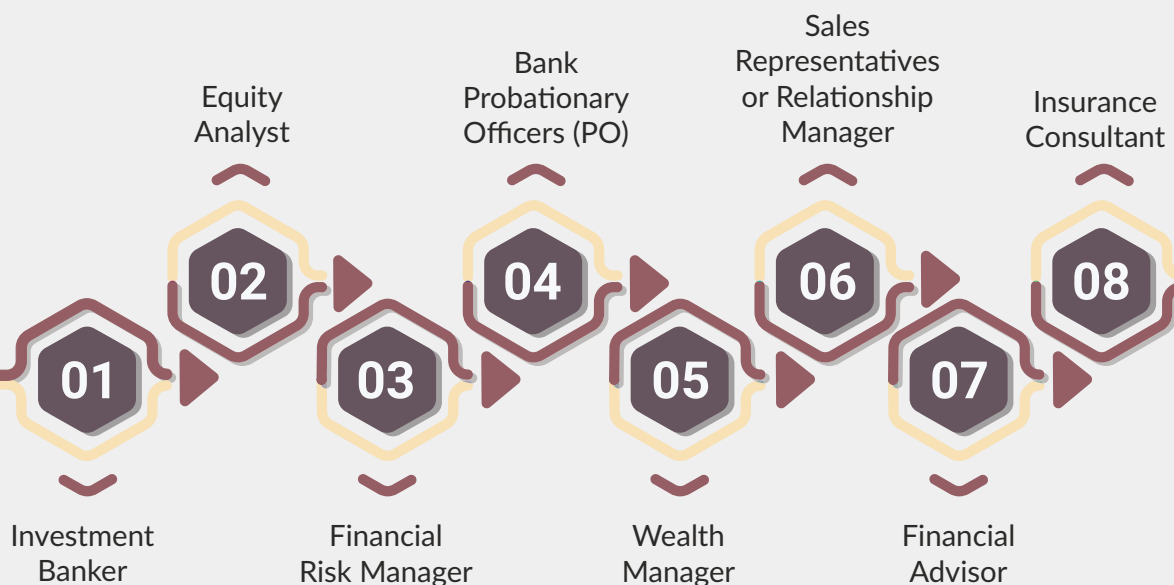 01
Investment
Banker
02
Equity
Analyst
03
Financial
Risk Manager
04
Bank
Probationary
Officers (PO)
05
Wealth
Manager
06
Sales
Representatives
or Relationship
Manager
07
Financial
Advisor
08
Insurance
Consultant